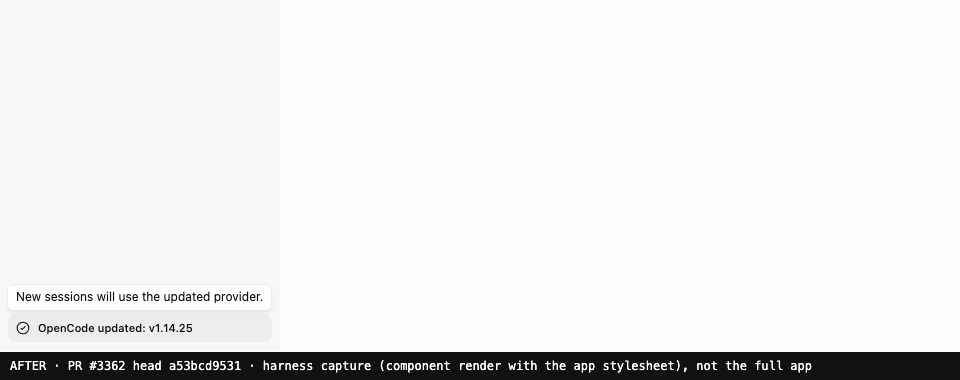 New sessions will use the updated provider.
OpenCode updated: v1.14.25
AFTER · PR #3362 head a53bcd9531 · harness capture (component render with the app stylesheet), not the full app